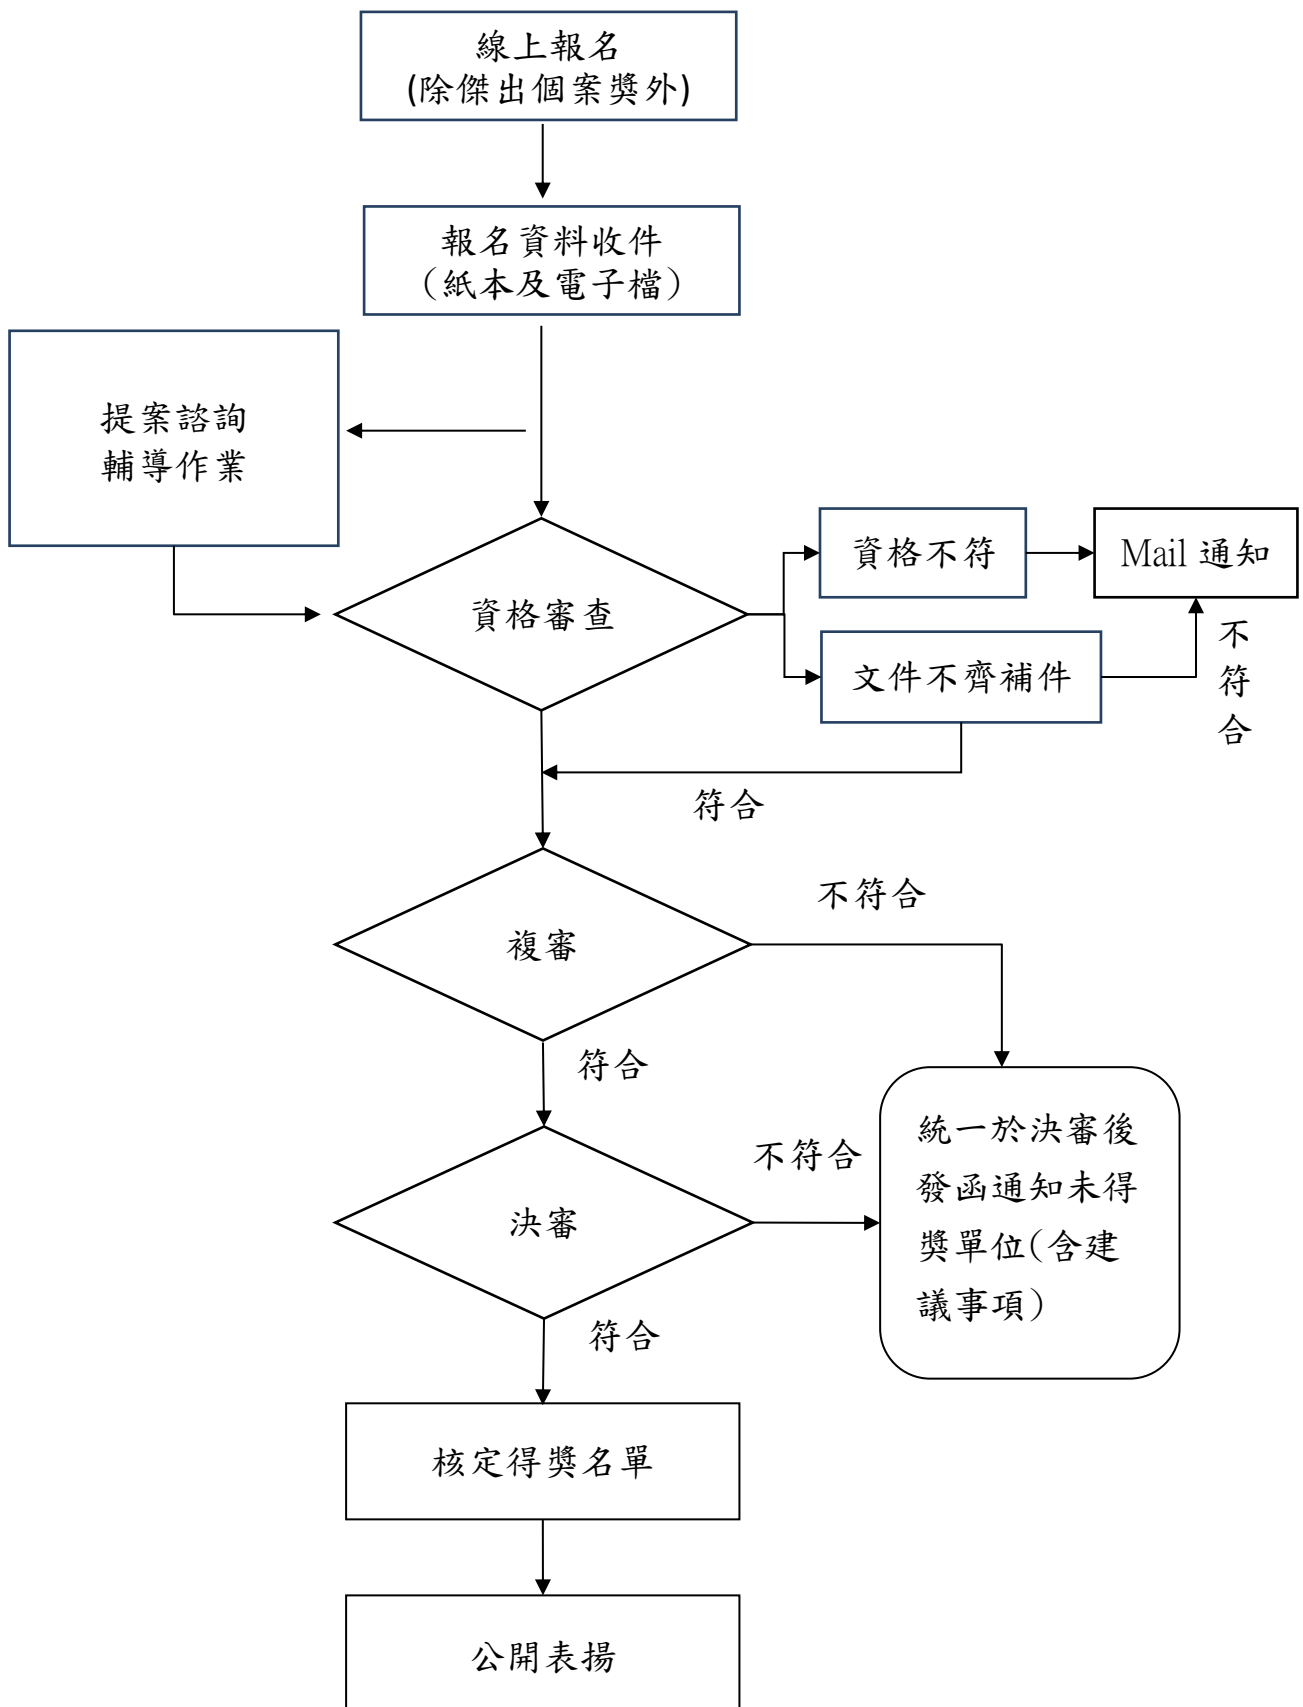 線上報名
(除傑出個案獎外)
報名資料收件
（紙本及電子檔）
提案諮詢
輔導作業
資格審查
資格不符
Mail 通知
文件不齊補件
不
符
合
符合
複審
不符合
符合
決審
不符合
統一於決審後
發函通知未得
獎單位(含建
議事項)
符合
核定得獎名單
公開表揚